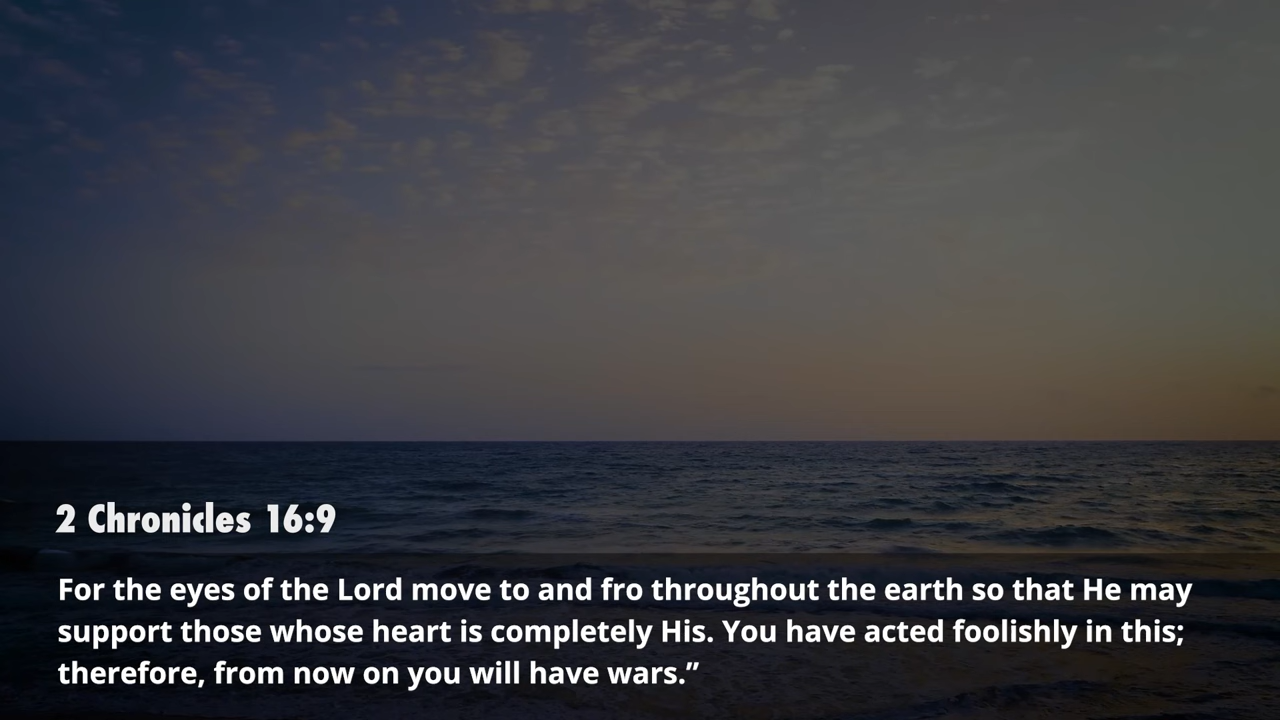 2 Chronicles 16:9
For the eyes of the Lord move to and fro throughout the earth so that He may
support those whose heart is completely His. You have acted foolishly in this;
therefore, from now on you will have wars.”